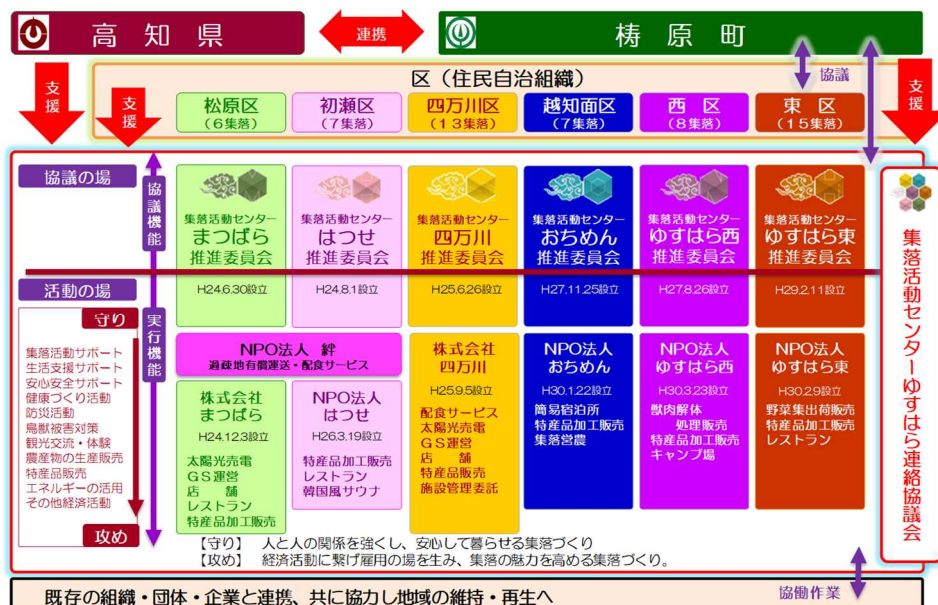 高知県
連携
梼原町
支援
支援
区（住民自治組織）
協議
支援
松原区
（6集落）
初瀬区
（7集落）
四万川区
（13集落）
越知面区
（7集落）
西 区
（8集落）
東 区
（15集落）
協議の場
協議機能
集落活動センター
まつばら
推進委員会
H24.6.30設立
集落活動センター
はつせ
推進委員会
H24.8.1設立
集落活動センター
四万川
推進委員会
H25.6.26設立
集落活動センター
おちめん
推進委員会
H27.11.25設立
集落活動センター
ゆすはら西
推進委員会
H27.8.26設立
集落活動センター
ゆすはら東
推進委員会
H29.2.11設立
集落活動センターゆすはら連絡協議会
活動の場
実行機能
守り
集落活動サポート
生活支援サポート
安心安全サポート
健康づくり活動
防災活動
鳥獣被害対策
観光交流・体験
農産物の生産販売
特産品販売
エネルギーの活用
その他経済活動
攻め
NPO法人 絆
過疎地有償運送・配食サービス
株式会社
まつばら
H24.12.3設立
太陽光売電
GS運営
店 舗
レストラン
特産品加工販売
NPO法人
はつせ
H26.3.19設立
特産品加工販売
レストラン
韓国風サウナ
株式会社
四万川
H25.9.5設立
配食サービス
太陽光売電
GS運営
店 舗
特産品販売
施設管理委託
NPO法人
おちめん
H30.1.22設立
簡易宿泊所
特産品加工販売
集落営農
NPO法人
ゆすはら西
H30.3.23設立
獣肉解体
処理販売
特産品加工販売
キャンプ場
NPO法人
ゆすはら東
H30.2.9設立
野菜集出荷販売
特産品加工販売
レストラン
【守り】 人と人の関係を強くし、安心して暮らせる集落づくり
【攻め】 経済活動に繋げ雇用の場を生み、集落の魅力を高める集落づくり。
既存の組織・団体・企業と連携、共に協力し地域の維持・再生へ
協働作業